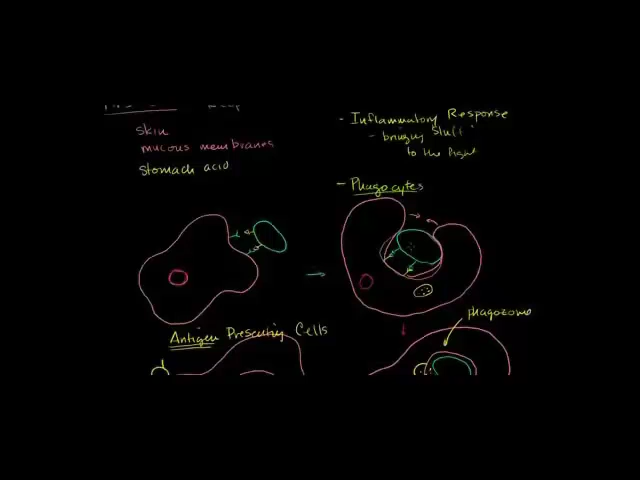 skin
mucous membranes
stomach acid
- Inflammatory Response
- bringing stuff
to the fight
- Phagocytes
Antigen Presenting Cells
phagosome